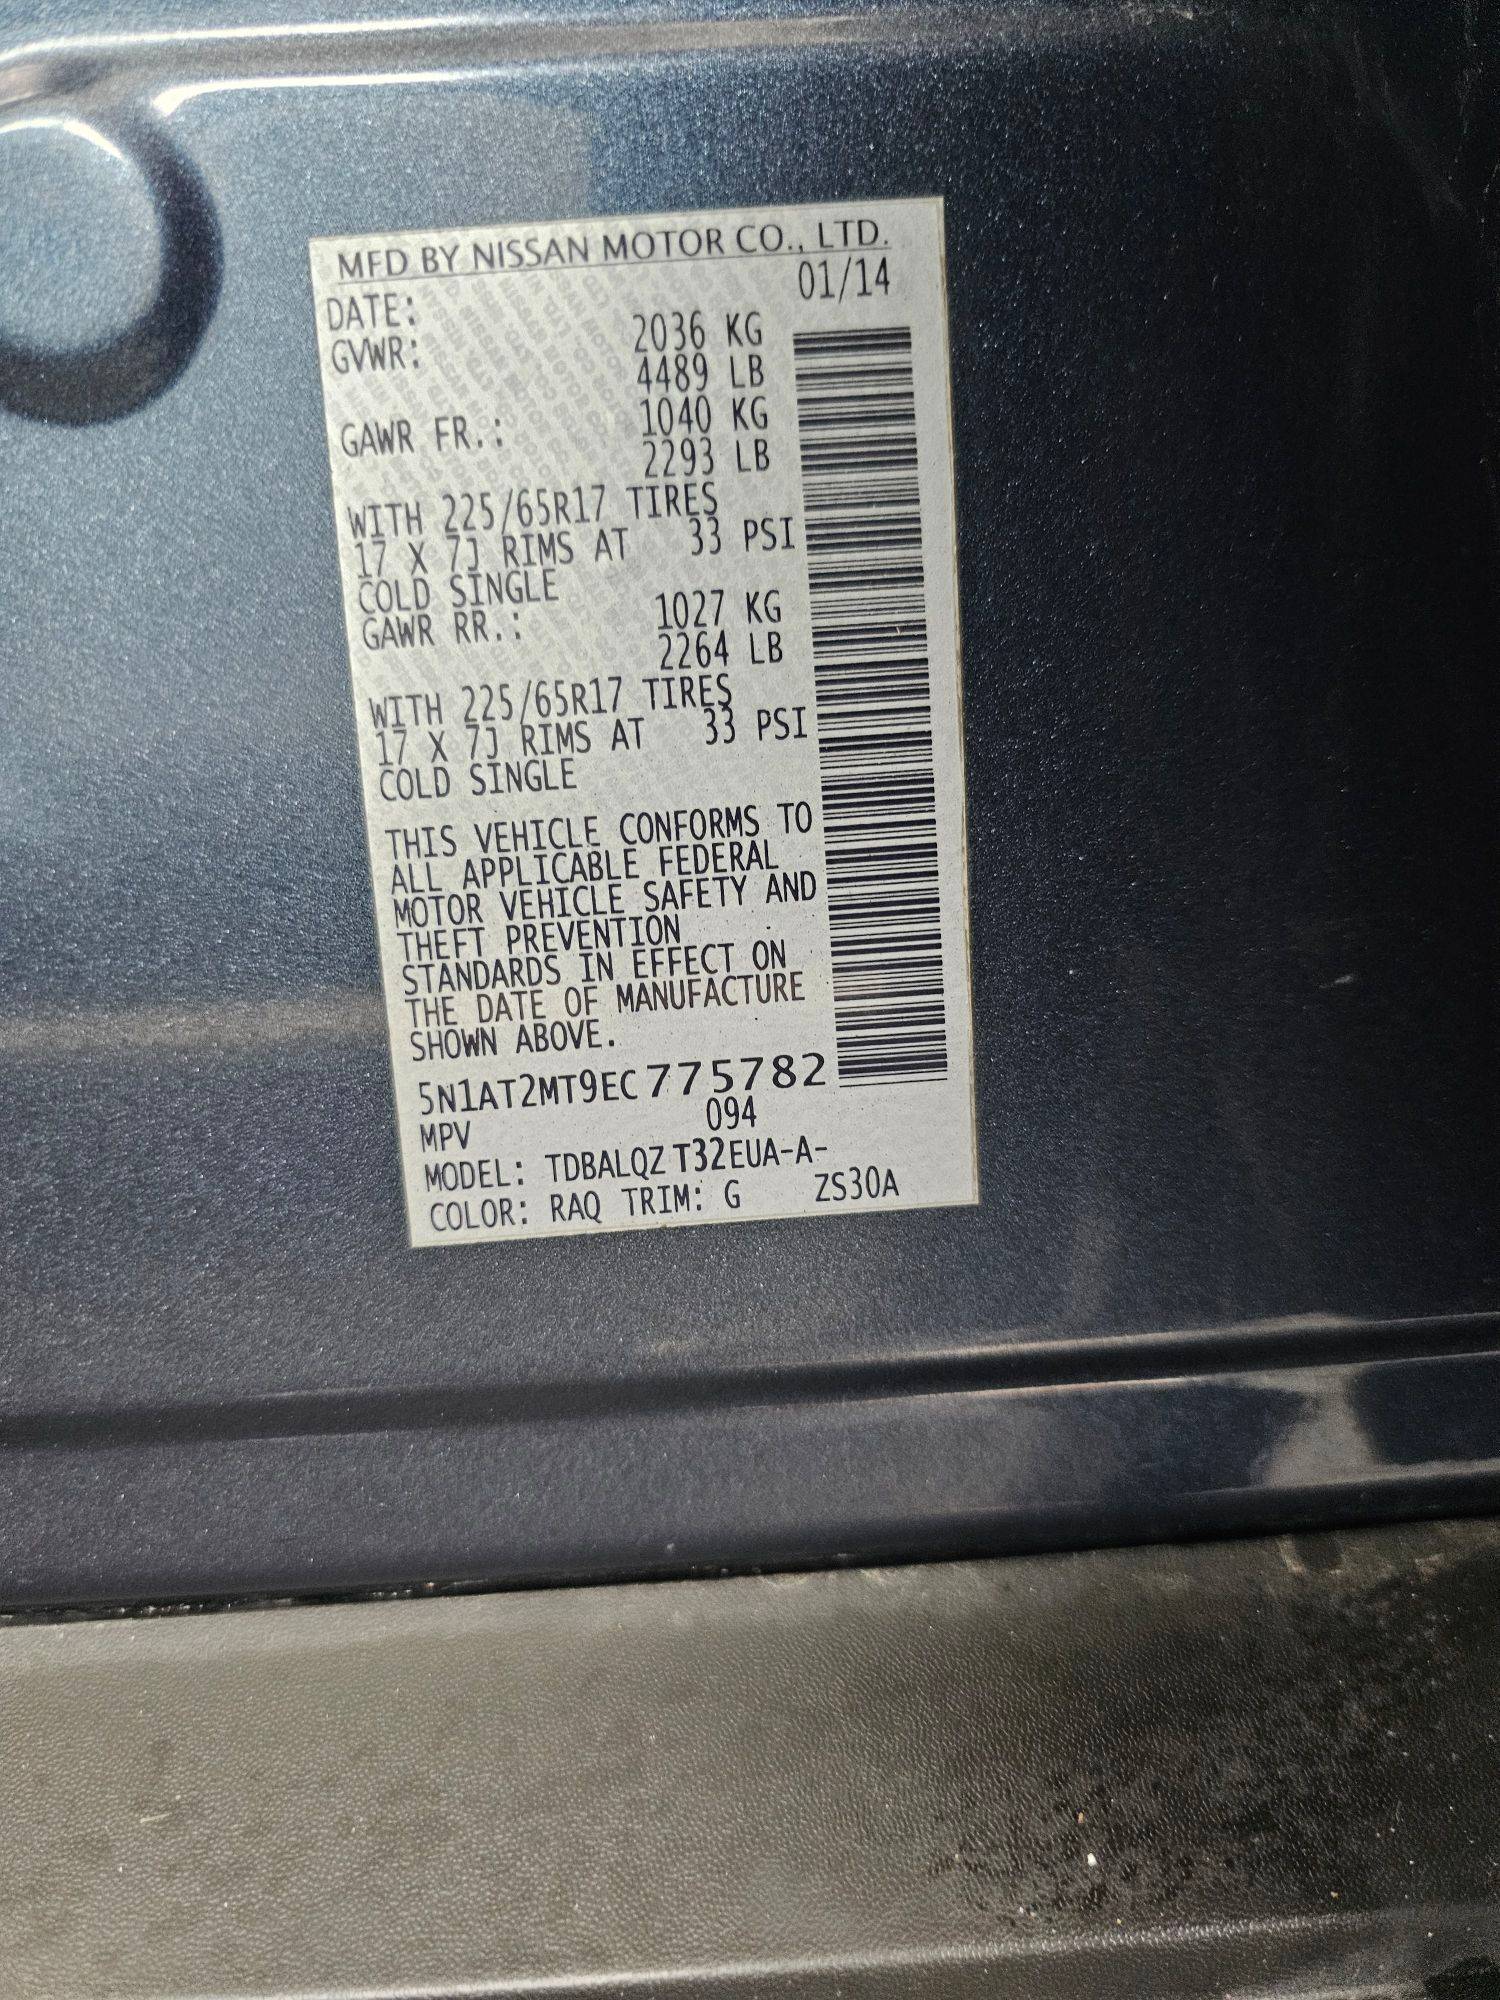 MFD BY NISSAN MOTOR CO., LTD.
DATE: 01/14
GVWR: 2036 KG
4489 LB
GAWR FR.: 1040 KG
2293 LB
WITH 225/65R17 TIRES
17 X 7J RIMS AT 33 PSI
COLD SINGLE
GAWR RR.: 1027 KG
2264 LB
WITH 225/65R17 TIRES
17 X 7J RIMS AT 33 PSI
COLD SINGLE
THIS VEHICLE CONFORMS TO
ALL APPLICABLE FEDERAL
MOTOR VEHICLE SAFETY AND
THEFT PREVENTION
STANDARDS IN EFFECT ON
THE DATE OF MANUFACTURE
SHOWN ABOVE.
5N1AT2MT9EC775782
MPV 094
MODEL: TDBALQZ T32EUA-A-
COLOR: RAQ TRIM: G ZS30A